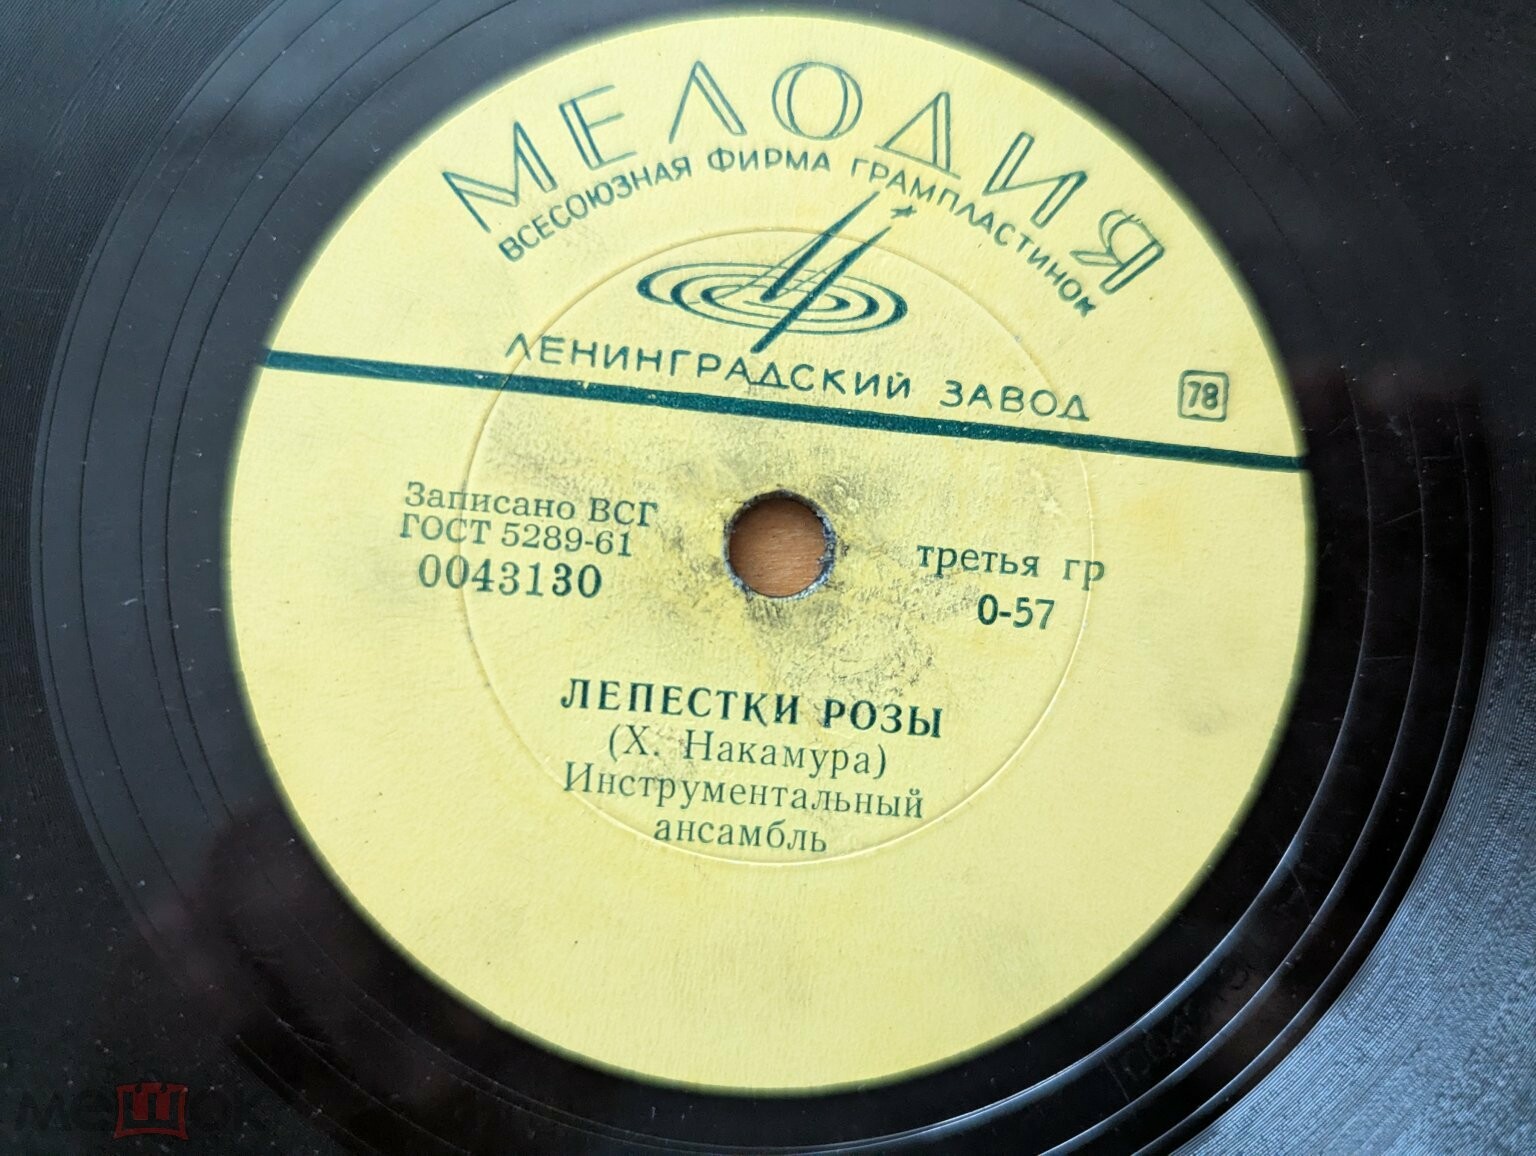 МЕЛОДИЯ
ВСЕСОЮЗНАЯ ФИРМА ГРАМПЛАСТИНОК
ЛЕНИНГРАДСКИЙ ЗАВОД
78
Записано ВСГ
ГОСТ 5289-61
0043130
третья гр
0-57
ЛЕПЕСТКИ РОЗЫ
(Х. Накамура)
Инструментальный
ансамбль
мешок